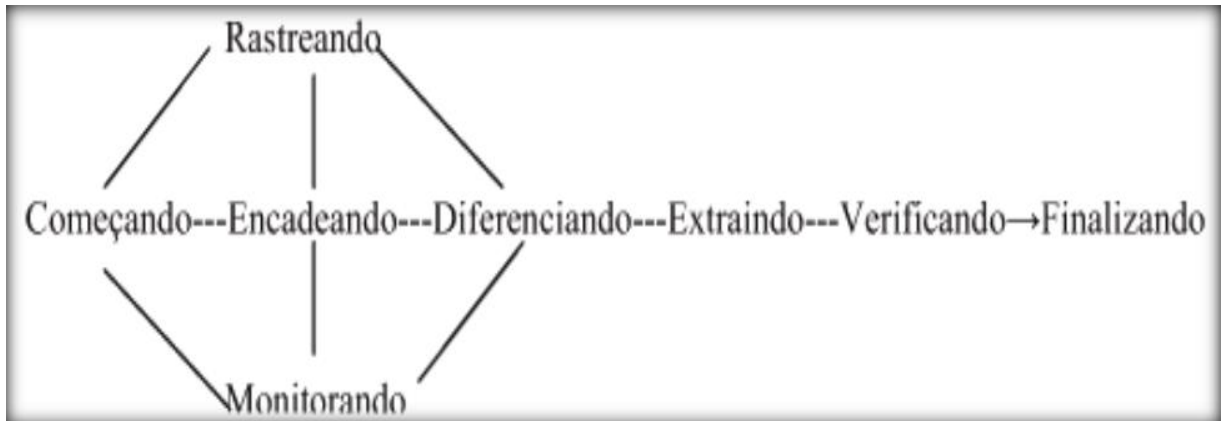 Rastreando
Começando---Encadeando---Diferenciando---Extraindo---Verificando→Finalizando
Monitorando